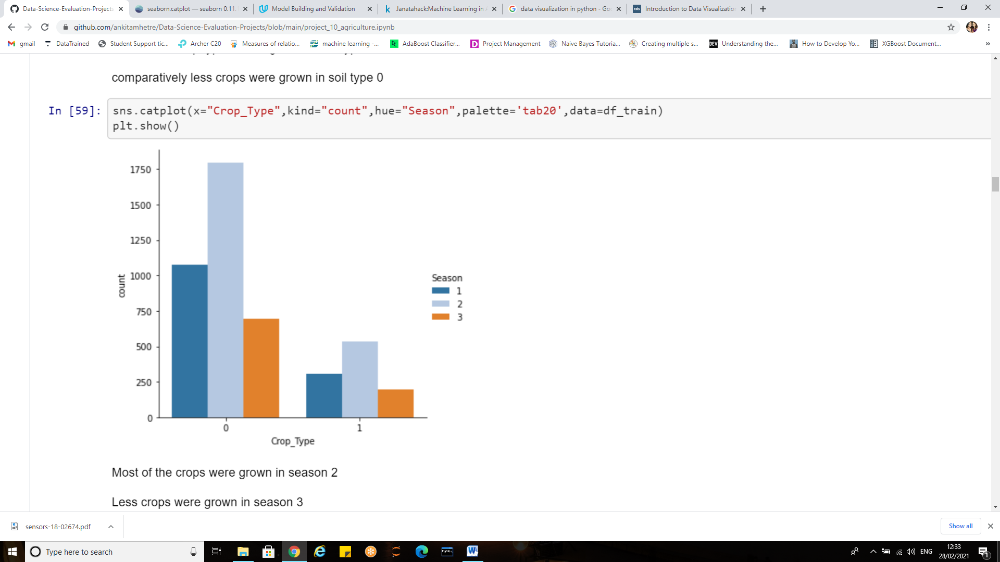 Data-Science-Evaluation-Projects
seaborn.catplot — seaborn 0.11.
Model Building and Validation
Janatahack:Machine Learning in
data visualization in python - Go
Introduction to Data Visualizatio
github.com/ankitamhetre/Data-Science-Evaluation-Projects/blob/main/project_10_agriculture.ipynb
gmail
DataTrained
Student Support tic...
Archer C20
Measures of relatio...
machine learning -...
AdaBoost Classifier...
Project Management
Naive Bayes Tutoria...
Creating multiple s...
DEV Understanding the...
How to Develop Yo...
XGBoost Document...
»
comparatively less crops were grown in soil type 0
In [59]: sns.catplot(x="Crop_Type",kind="count",hue="Season",palette='tab20',data=df_train)
plt.show()
1750
1500
1250
1000
750
500
250
0
count
0 1
Crop_Type
Season
1
2
3
Most of the crops were grown in season 2
Less crops were grown in season 3
sensors-18-02674.pdf
Show all
Type here to search
ENG
12:33
28/02/2021
1